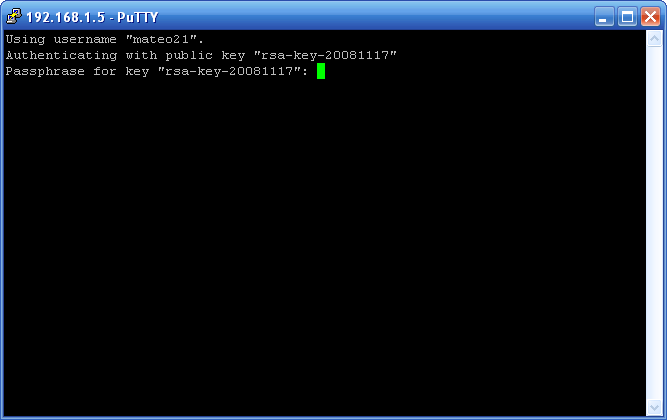 192.168.1.5 - PuTTY
Using username "mateo21".
Authenticating with public key "rsa-key-20081117"
Passphrase for key "rsa-key-20081117":